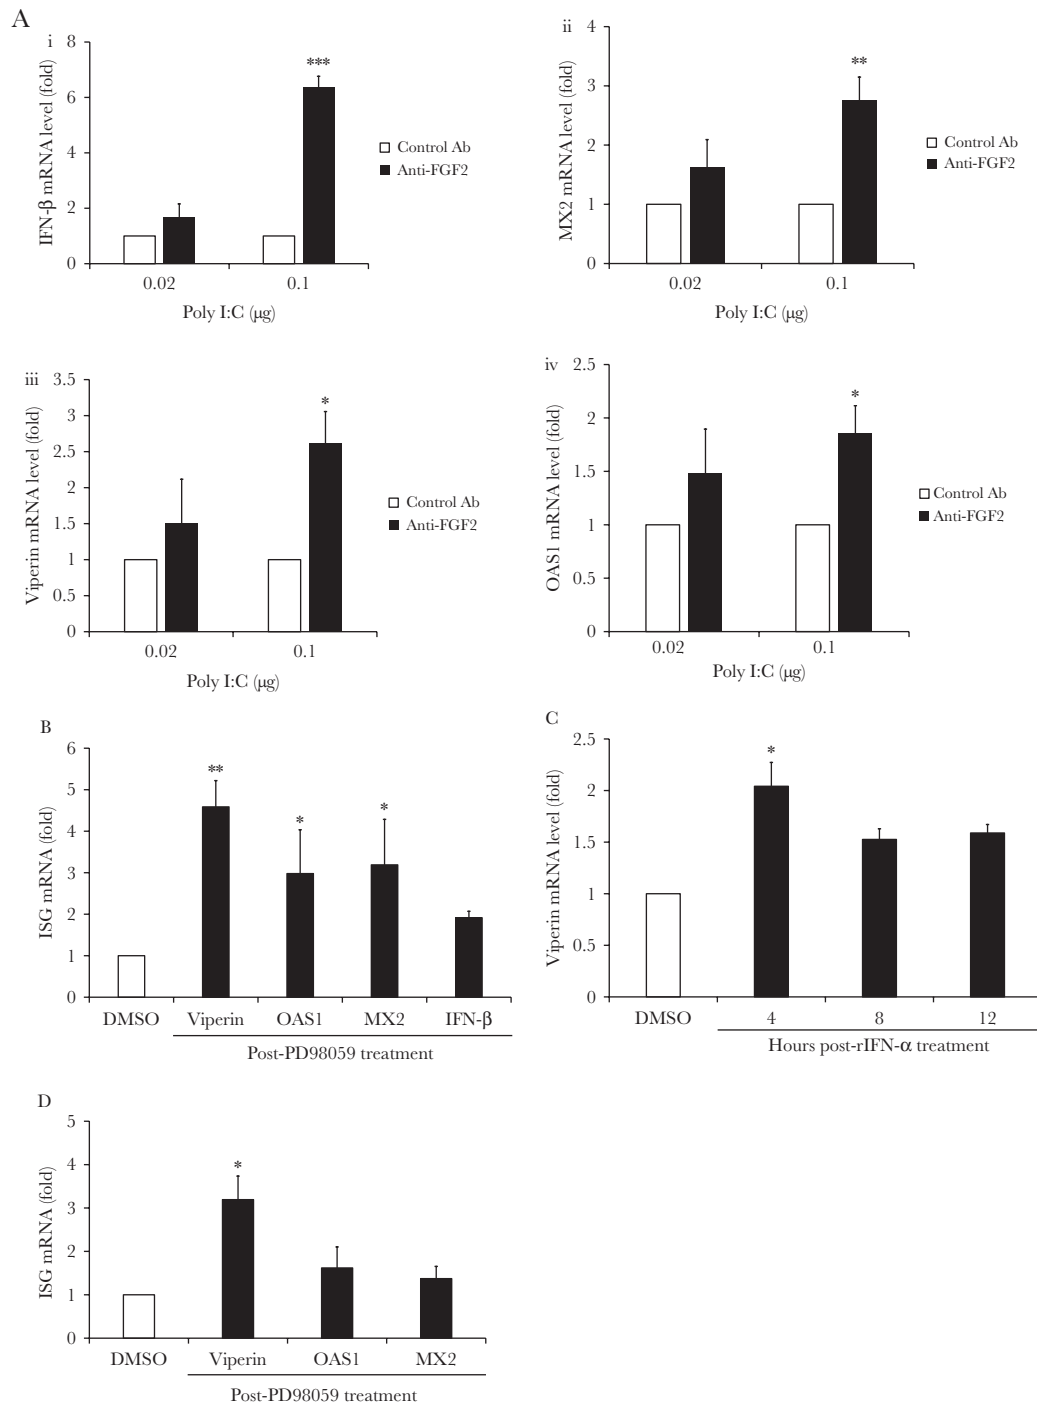 A
i
IFN-β mRNA level (fold)
8
6
4
2
0
***
0.02
0.1
Poly I:C (μg)
Control Ab
Anti-FGF2
ii
MX2 mRNA level (fold)
4
3
2
1
0
**
0.02
0.1
Poly I:C (μg)
Control Ab
Anti-FGF2
iii
Viperin mRNA level (fold)
3.5
3
2.5
2
1.5
1
0.5
0
*
0.02
0.1
Poly I:C (μg)
Control Ab
Anti-FGF2
iv
OAS1 mRNA level (fold)
2.5
2
1.5
1
0.5
0
*
0.02
0.1
Poly I:C (μg)
Control Ab
Anti-FGF2
B
ISG mRNA (fold)
6
5
4
3
2
1
0
**
*
*
DMSO
Viperin
OAS1
MX2
IFN-β
Post-PD98059 treatment
C
Viperin mRNA level (fold)
2.5
2
1.5
1
0.5
0
*
DMSO
4
8
12
Hours post-rIFN-α treatment
D
ISG mRNA (fold)
5
4
3
2
1
0
*
DMSO
Viperin
OAS1
MX2
Post-PD98059 treatment